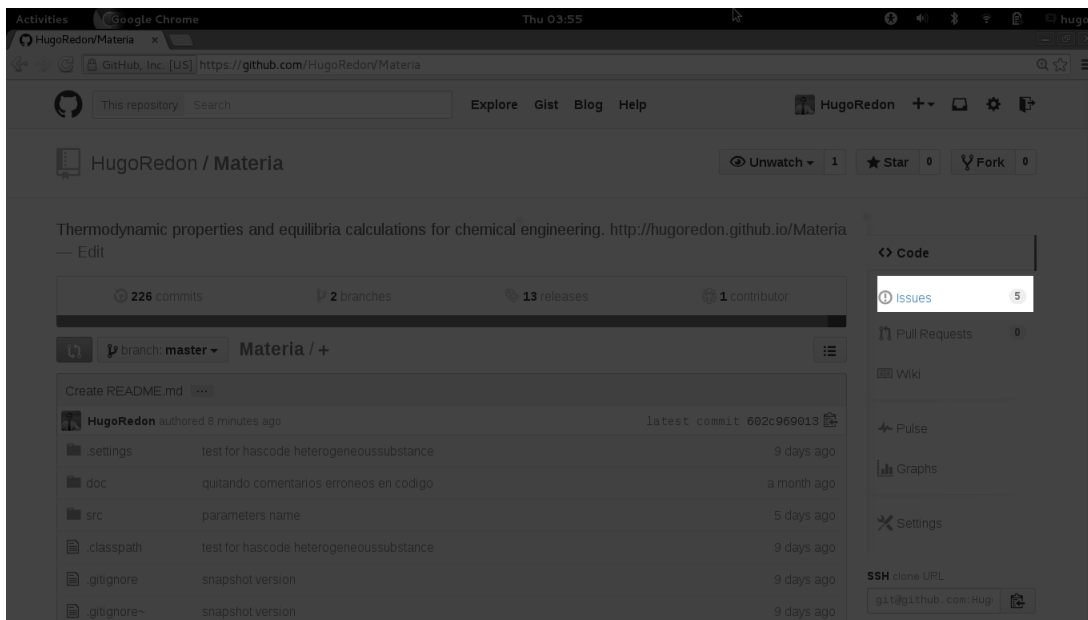 Activities Google Chrome Thu 03:55 hugo
HugoRedon/Materia ×
GitHub, Inc. [US] https://github.com/HugoRedon/Materia
This repository Search Explore Gist Blog Help HugoRedon
HugoRedon / Materia Unwatch 1 Star 0 Fork 0
Thermodynamic properties and equilibria calculations for chemical engineering. http://hugoredon.github.io/Materia
— Edit
<> Code
226 commits 2 branches 13 releases 1 contributor
Issues 5
Pull Requests 0
branch: master Materia / +
Wiki
Create README.md ...
HugoRedon authored 8 minutes ago latest commit 602c969013
Pulse
.settings test for hascode heterogeneoussubstance 9 days ago
Graphs
doc quitando comentarios erroneos en codigo a month ago
src parameters name 5 days ago
Settings
.classpath test for hascode heterogeneoussubstance 9 days ago
.gitignore snapshot version 9 days ago
SSH clone URL
git@github.com:Hug
.gitignore~ snapshot version 9 days ago